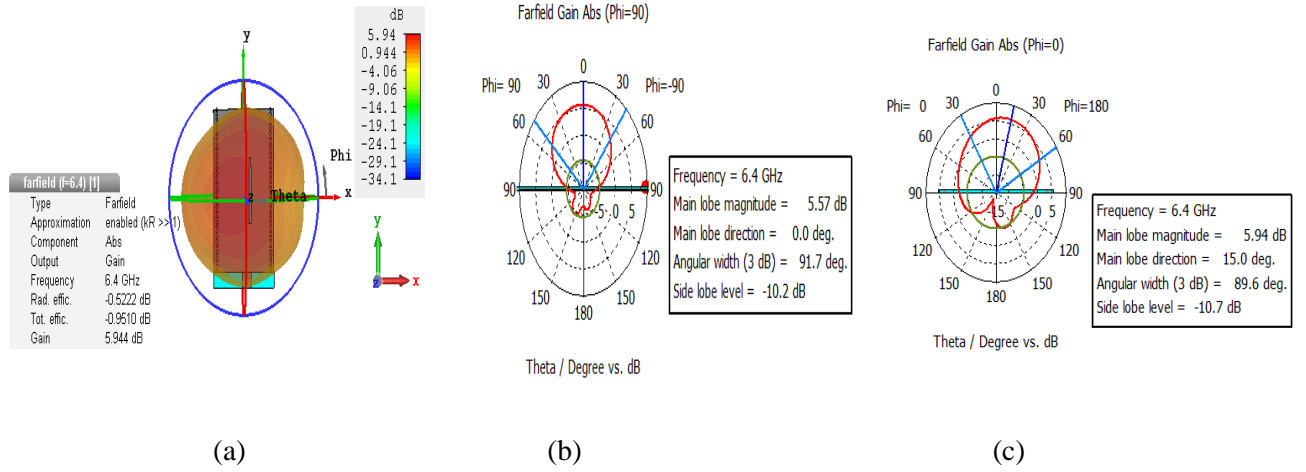 dB
5.94
0.944
-4.06
-9.06
-14.1
-19.1
-24.1
-29.1
-34.1
y
Phi
Theta
x
z
y
z
x
farfield (f=6.4) [1]
Type Farfield
Approximation enabled (kR >> 1)
Component Abs
Output Gain
Frequency 6.4 GHz
Rad. effic. -0.5222 dB
Tot. effic. -0.9510 dB
Gain 5.944 dB
(a)
Farfield Gain Abs (Phi=90)
0
Phi= 90 30 30 Phi=-90
60 60
90 90
-5 0 5
120 120
150 150
180
Frequency = 6.4 GHz
Main lobe magnitude = 5.57 dB
Main lobe direction = 0.0 deg.
Angular width (3 dB) = 91.7 deg.
Side lobe level = -10.2 dB
Theta / Degree vs. dB
(b)
Farfield Gain Abs (Phi=0)
0
Phi= 0 30 30 Phi=180
60 60
90 90
-15 0 5
120 120
150 150
180
Frequency = 6.4 GHz
Main lobe magnitude = 5.94 dB
Main lobe direction = 15.0 deg.
Angular width (3 dB) = 89.6 deg.
Side lobe level = -10.7 dB
Theta / Degree vs. dB
(c)